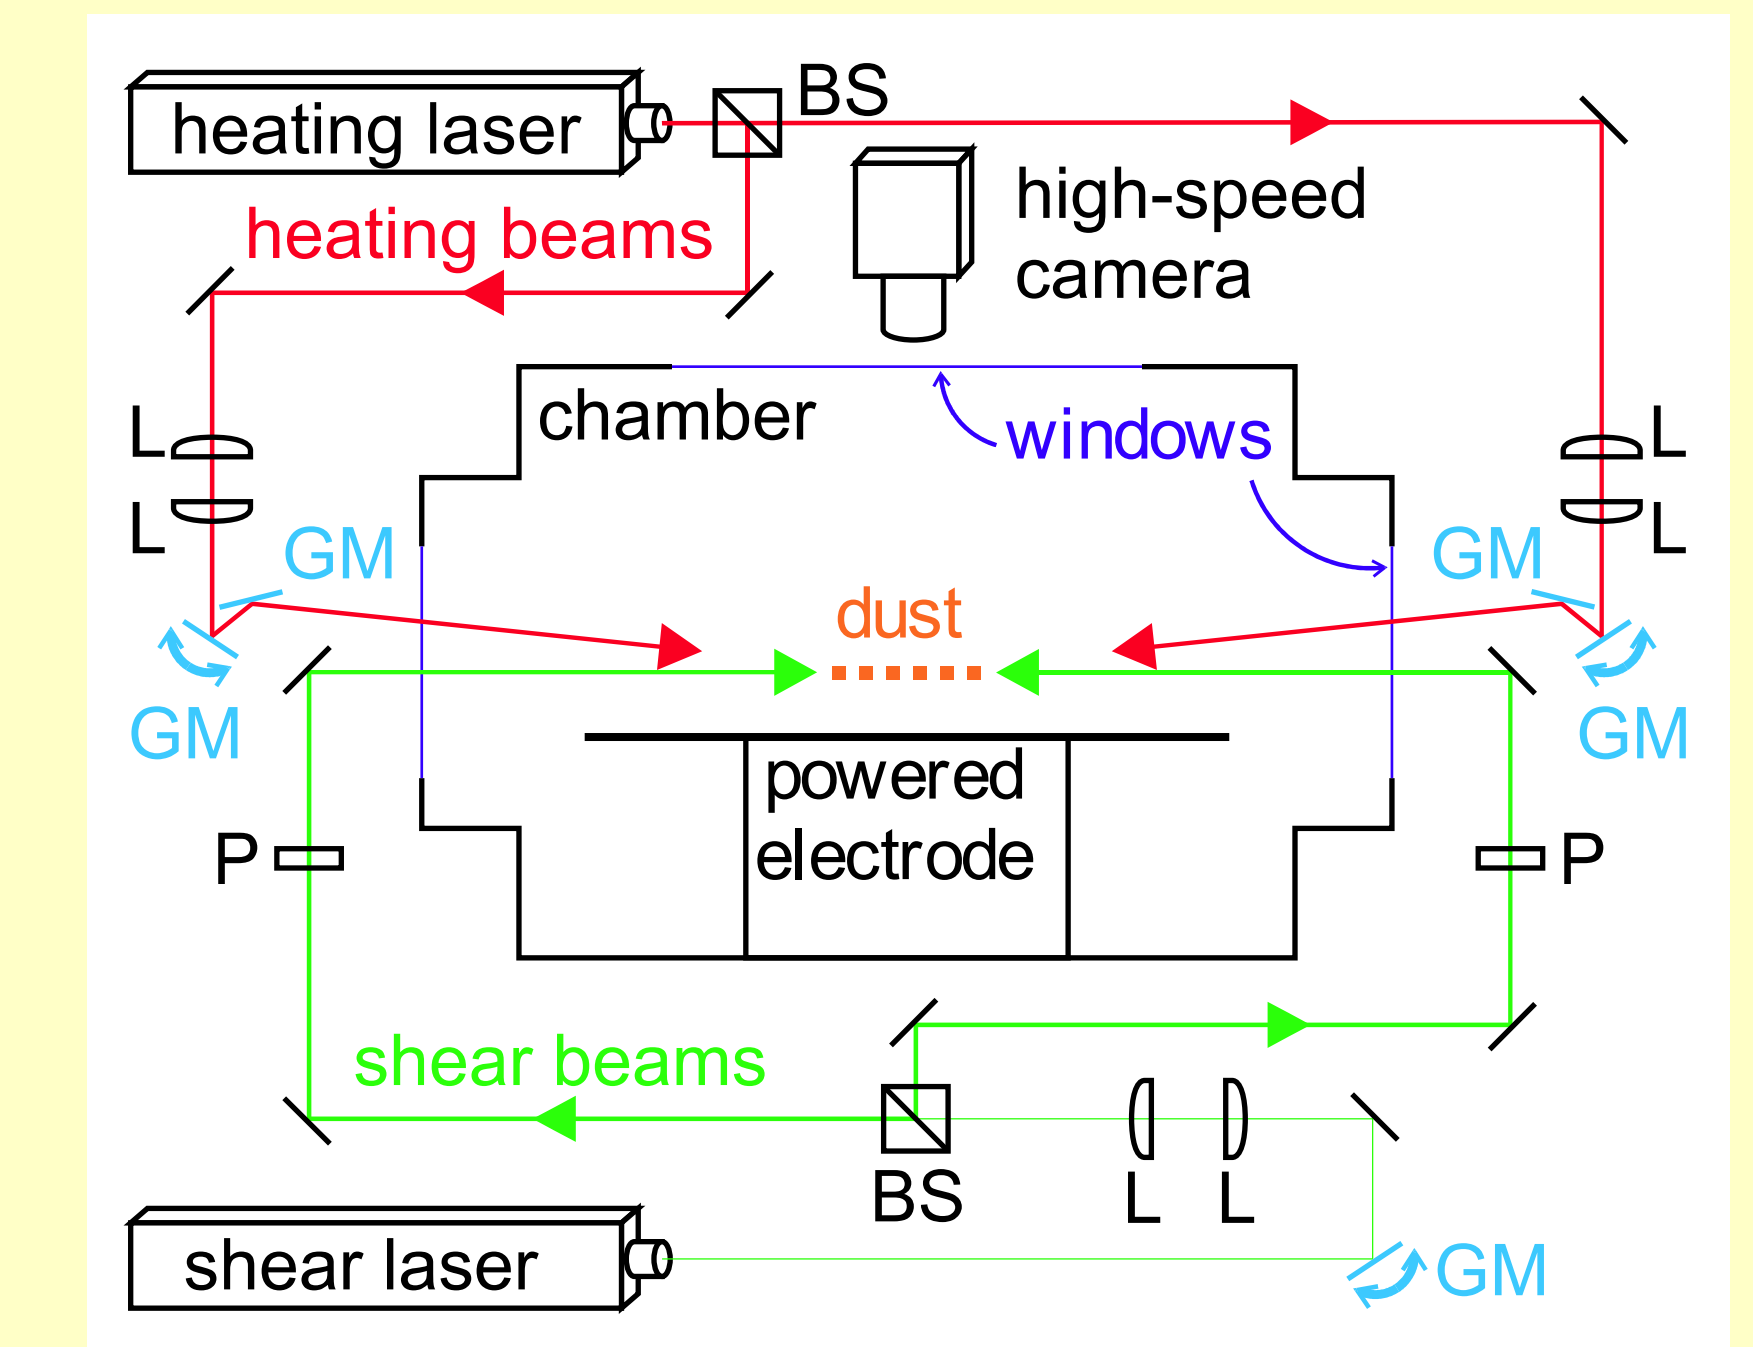 BS
heating laser
high-speed
camera
heating beams
chamber
windows
L
L
L
L
GM
GM
dust
GM
GM
powered
electrode
P
P
shear beams
BS
L
L
shear laser
GM